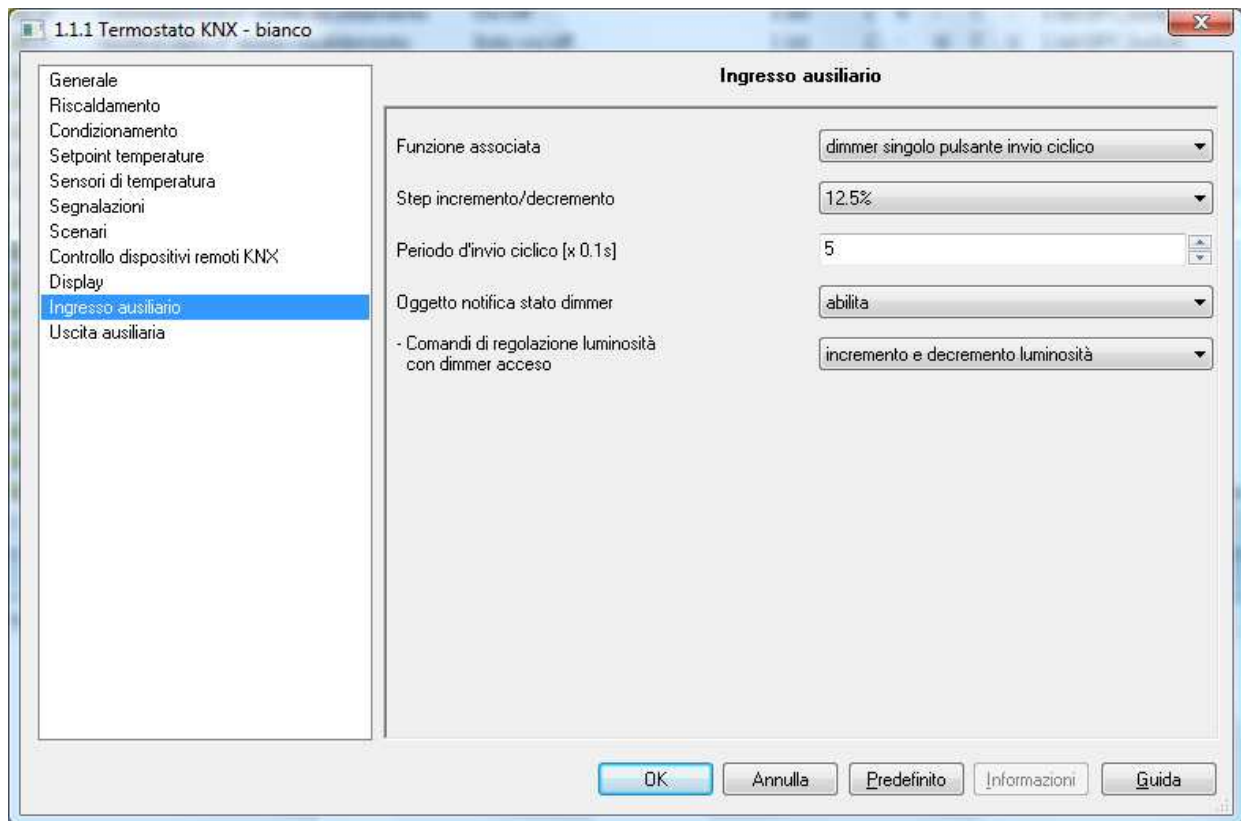 1.1.1 Termostato KNX - bianco
Generale
Riscaldamento
Condizionamento
Setpoint temperature
Sensori di temperatura
Segnalazioni
Scenari
Controllo dispositivi remoti KNX
Display
Ingresso ausiliario
Uscita ausiliaria
Ingresso ausiliario
Funzione associata
dimmer singolo pulsante invio ciclico
Step incremento/decremento
12.5%
Periodo d'invio ciclico [x 0.1s]
5
Oggetto notifica stato dimmer
abilita
- Comandi di regolazione luminosità
con dimmer acceso
incremento e decremento luminosità
OK
Annulla
Predefinito
Informazioni
Guida